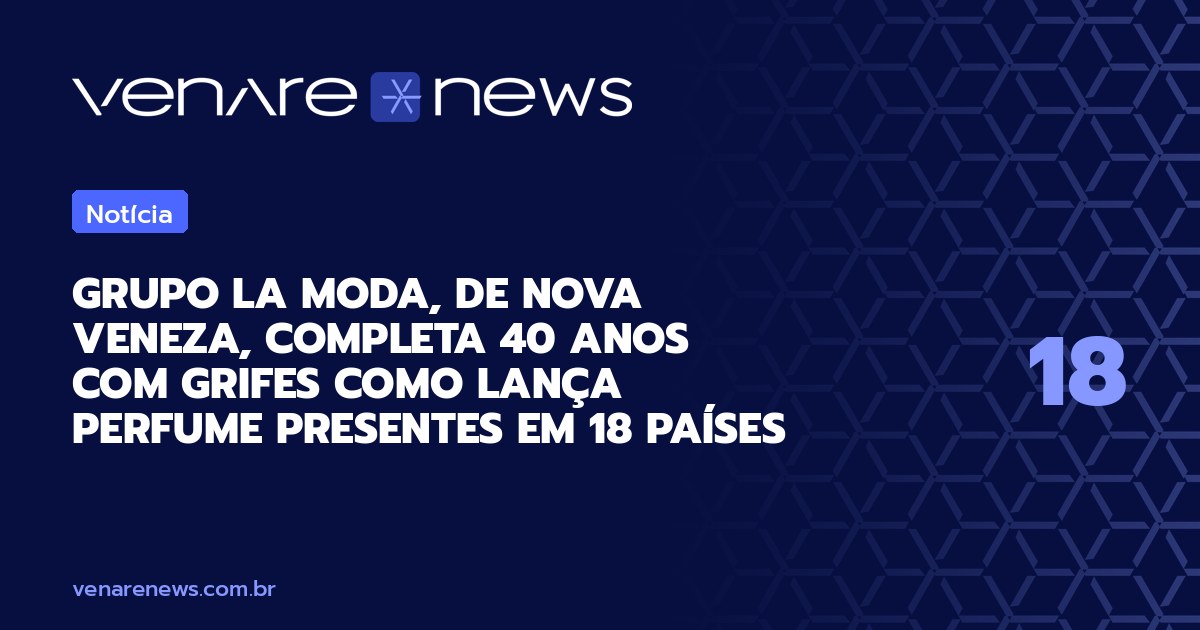 venare news
Notícia
GRUPO LA MODA, DE NOVA
VENEZA, COMPLETA 40 ANOS
COM GRIFES COMO LANÇA
PERFUME PRESENTES EM 18 PAÍSES
18
venarenews.com.br